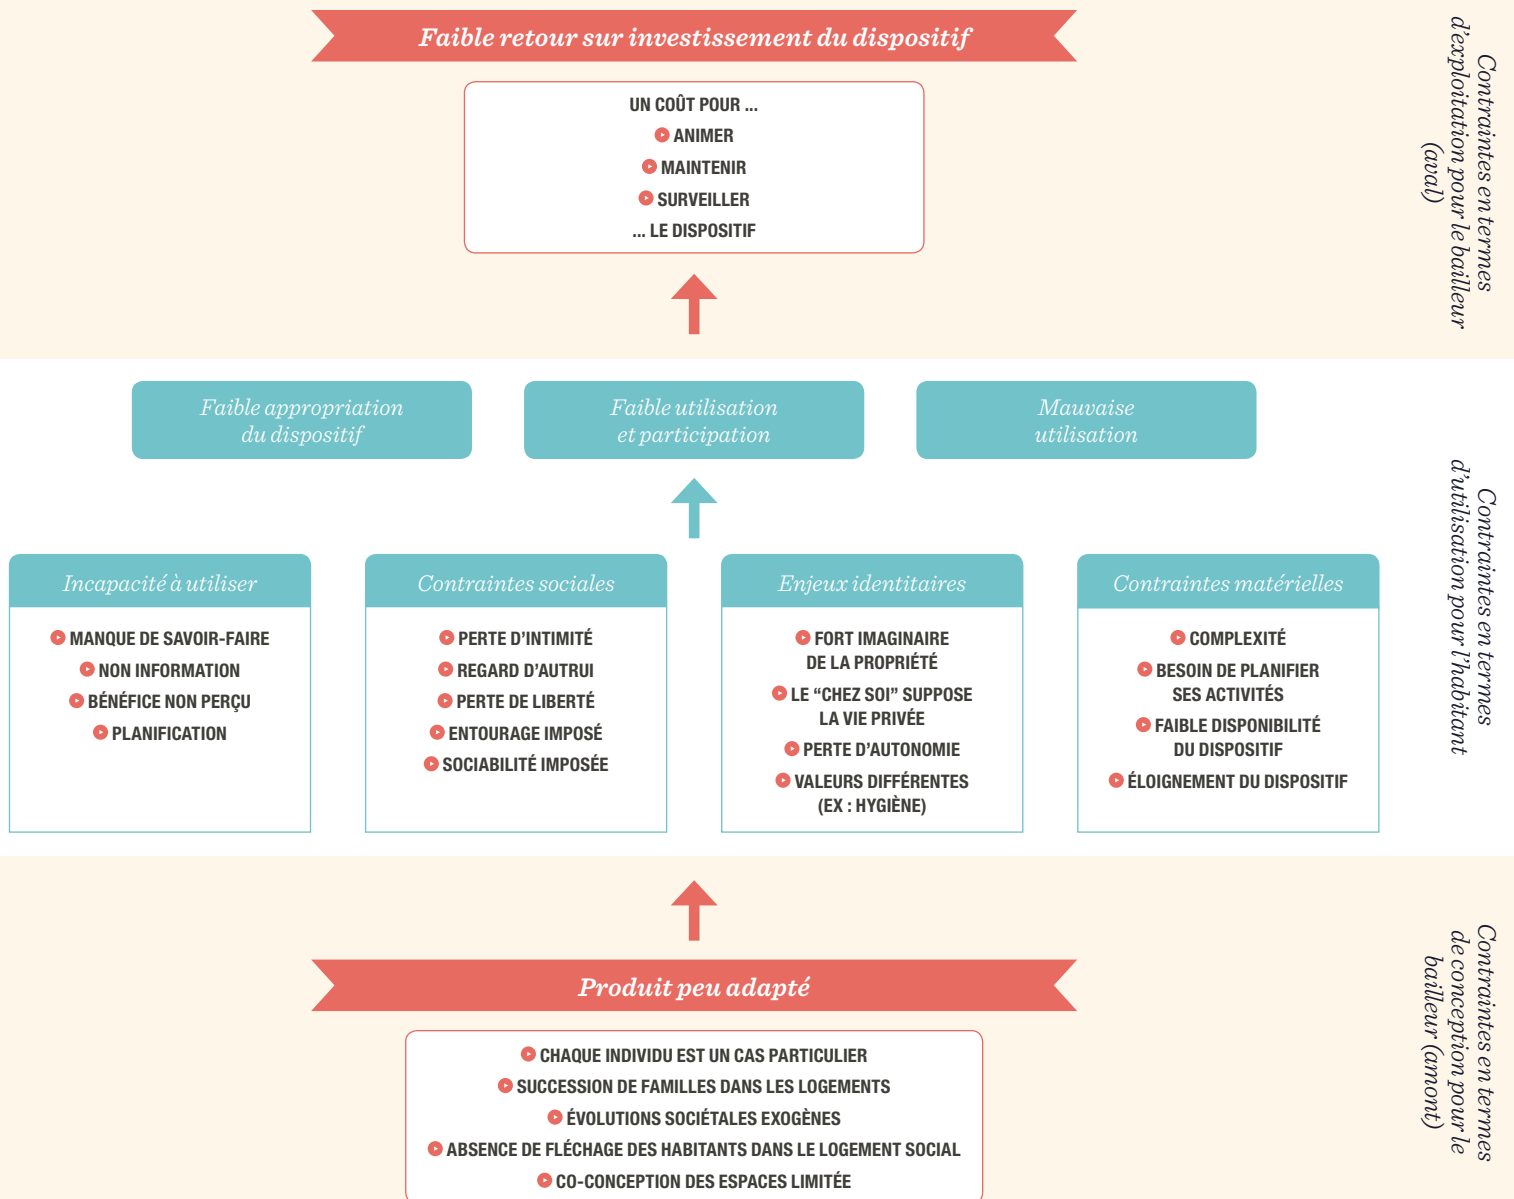 Faible retour sur investissement du dispositif
UN COÛT POUR ...
ANIMER
MAINTENIR
SURVEILLER
... LE DISPOSITIF
Contraintes en termes
d'exploitation pour le bailleur
(aval)
Faible appropriation
du dispositif
Faible utilisation
et participation
Mauvaise
utilisation
Contraintes en termes
d'utilisation pour l'habitant
Incapacité à utiliser
MANQUE DE SAVOIR-FAIRE
NON INFORMATION
BÉNÉFICE NON PERÇU
PLANIFICATION
Contraintes sociales
PERTE D'INTIMITÉ
REGARD D'AUTRUI
PERTE DE LIBERTÉ
ENTOURAGE IMPOSÉ
SOCIABILITÉ IMPOSÉE
Enjeux identitaires
FORT IMAGINAIRE
DE LA PROPRIÉTÉ
LE “CHEZ SOI” SUPPOSE
LA VIE PRIVÉE
PERTE D'AUTONOMIE
VALEURS DIFFÉRENTES
(EX : HYGIÈNE)
Contraintes matérielles
COMPLEXITÉ
BESOIN DE PLANIFIER
SES ACTIVITÉS
FAIBLE DISPONIBILITÉ
DU DISPOSITIF
ÉLOIGNEMENT DU DISPOSITIF
Produit peu adapté
CHAQUE INDIVIDU EST UN CAS PARTICULIER
SUCCESSION DE FAMILLES DANS LES LOGEMENTS
ÉVOLUTIONS SOCIÉTALES EXOGÈNES
ABSENCE DE FLÉCHAGE DES HABITANTS DANS LE LOGEMENT SOCIAL
CO-CONCEPTION DES ESPACES LIMITÉE
Contraintes en termes
de conception pour le
bailleur (amont)